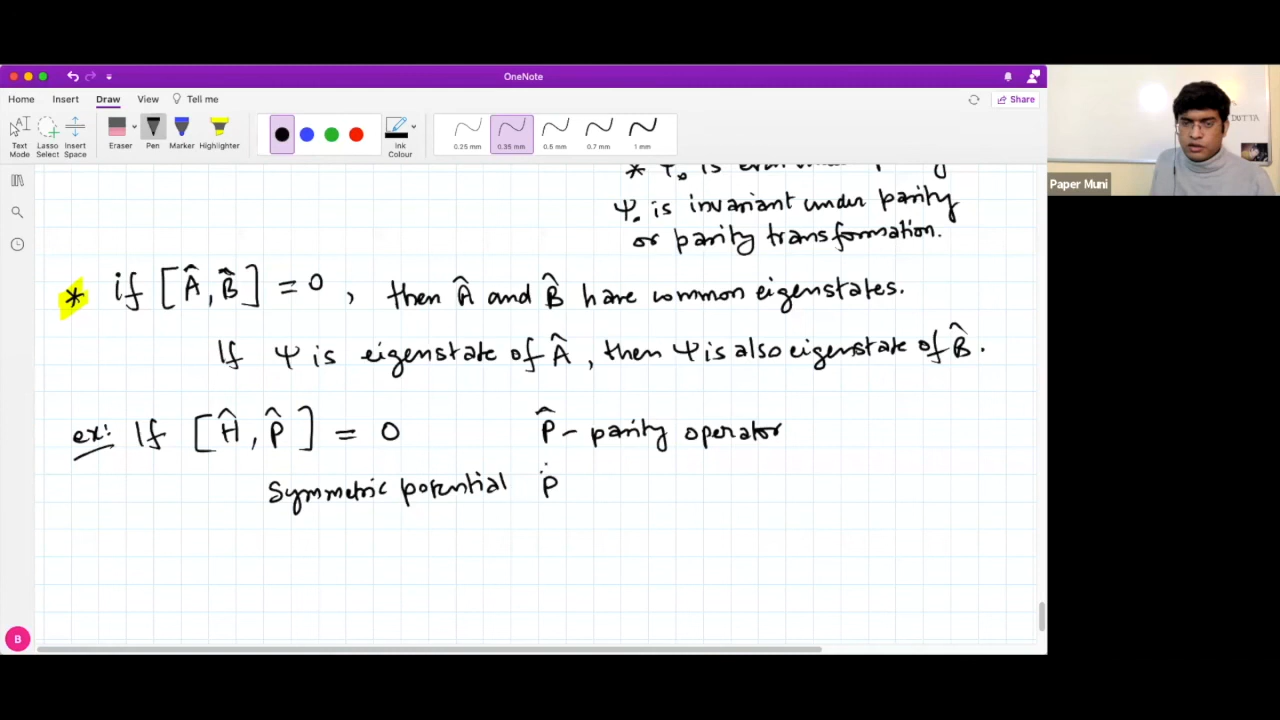 OneNote
Home Insert Draw View Tell me Share
Text Mode Lasso Select Insert Space Eraser Pen Marker Highlighter 0.25 mm 0.35 mm 0.5 mm 0.7 mm 1 mm Ink Colour
Paper Muni
* Ψ₀ is
Ψ₀ is invariant under parity
or parity transformation.
* if [Â, B̂] = 0, then Â and B̂ have common eigenstates.
If Ψ is eigenstate of Â, then Ψ is also eigenstate of B̂.
ex: If [Ĥ, P̂] = 0 P̂ - parity operator
Symmetric potential P
B